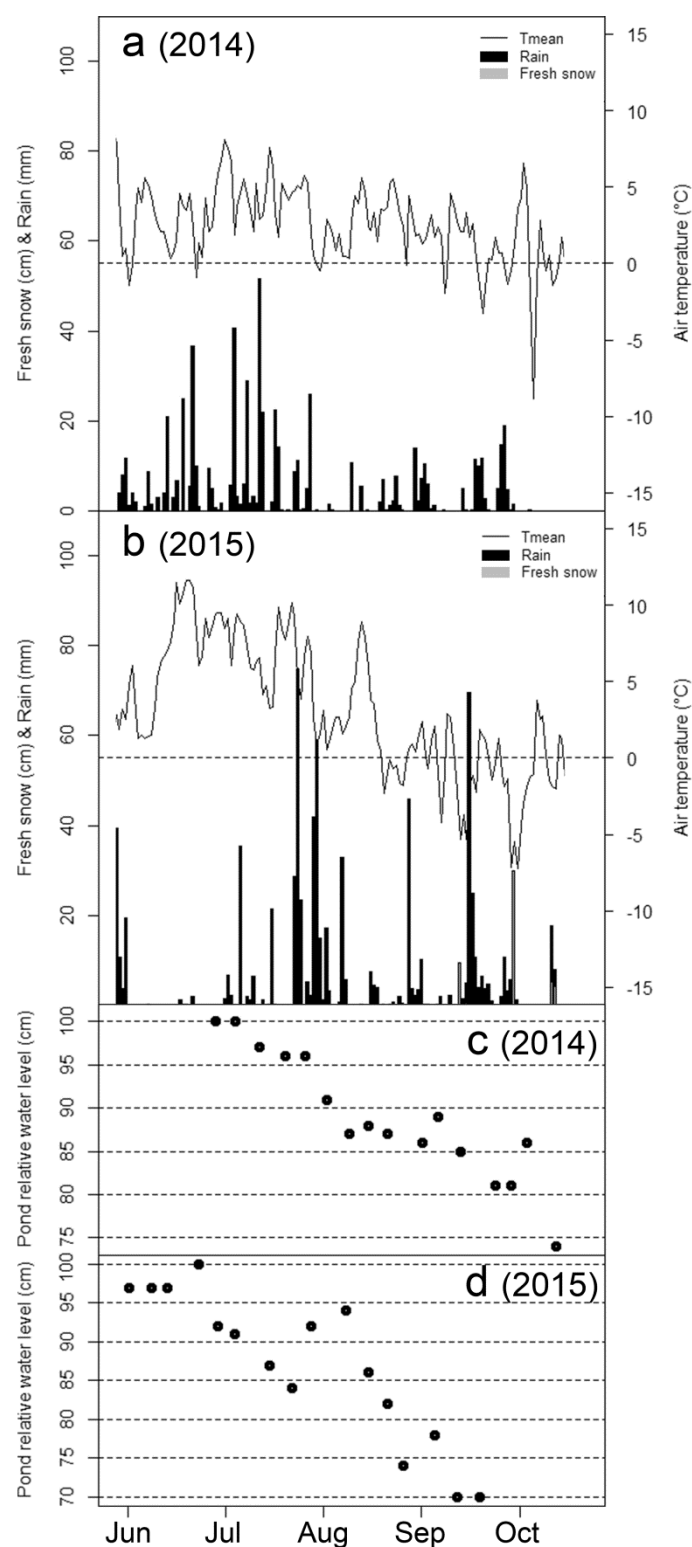 a (2014)
Tmean
Rain
Fresh snow
Fresh snow (cm) & Rain (mm)
100
80
60
40
20
0
15
10
5
0
-5
-10
-15
Air temperature (°C)
b (2015)
Tmean
Rain
Fresh snow
Fresh snow (cm) & Rain (mm)
100
80
60
40
20
15
10
5
0
-5
-10
-15
Air temperature (°C)
c (2014)
Pond relative water level (cm)
100
95
90
85
80
75
d (2015)
Pond relative water level (cm)
100
95
90
85
80
75
70
Jun Jul Aug Sep Oct